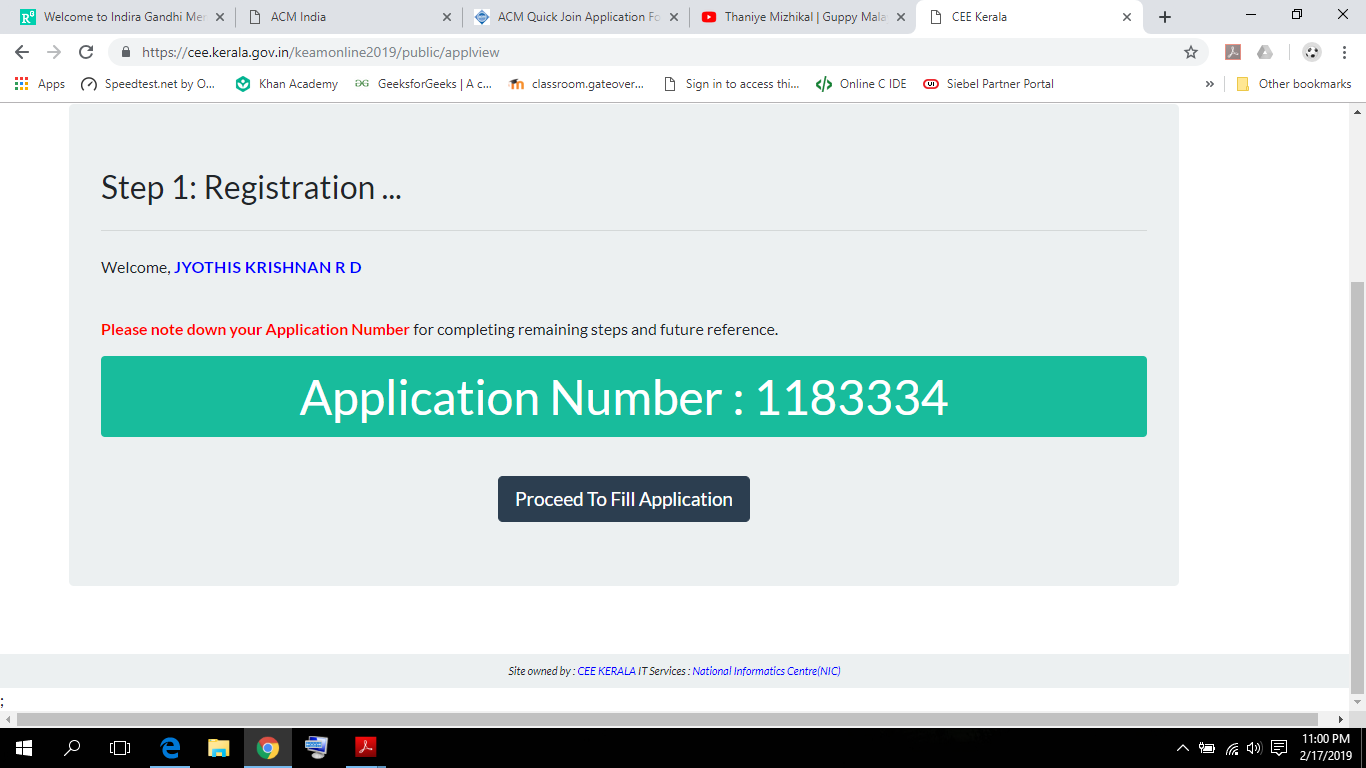 Welcome to Indira Gandhi Mer
ACM India
ACM Quick Join Application Fo
Thaniye Mizhikal | Guppy Mala
CEE Kerala
https://cee.kerala.gov.in/keamonline2019/public/applview
Apps
Speedtest.net by O...
Khan Academy
GeeksforGeeks | A c...
classroom.gateover...
Sign in to access thi...
Online C IDE
Siebel Partner Portal
»
Other bookmarks
Step 1: Registration ...
Welcome, JYOTHIS KRISHNAN R D
Please note down your Application Number for completing remaining steps and future reference.
Application Number : 1183334
Proceed To Fill Application
Site owned by : CEE KERALA IT Services : National Informatics Centre(NIC)
;
11:00 PM
2/17/2019